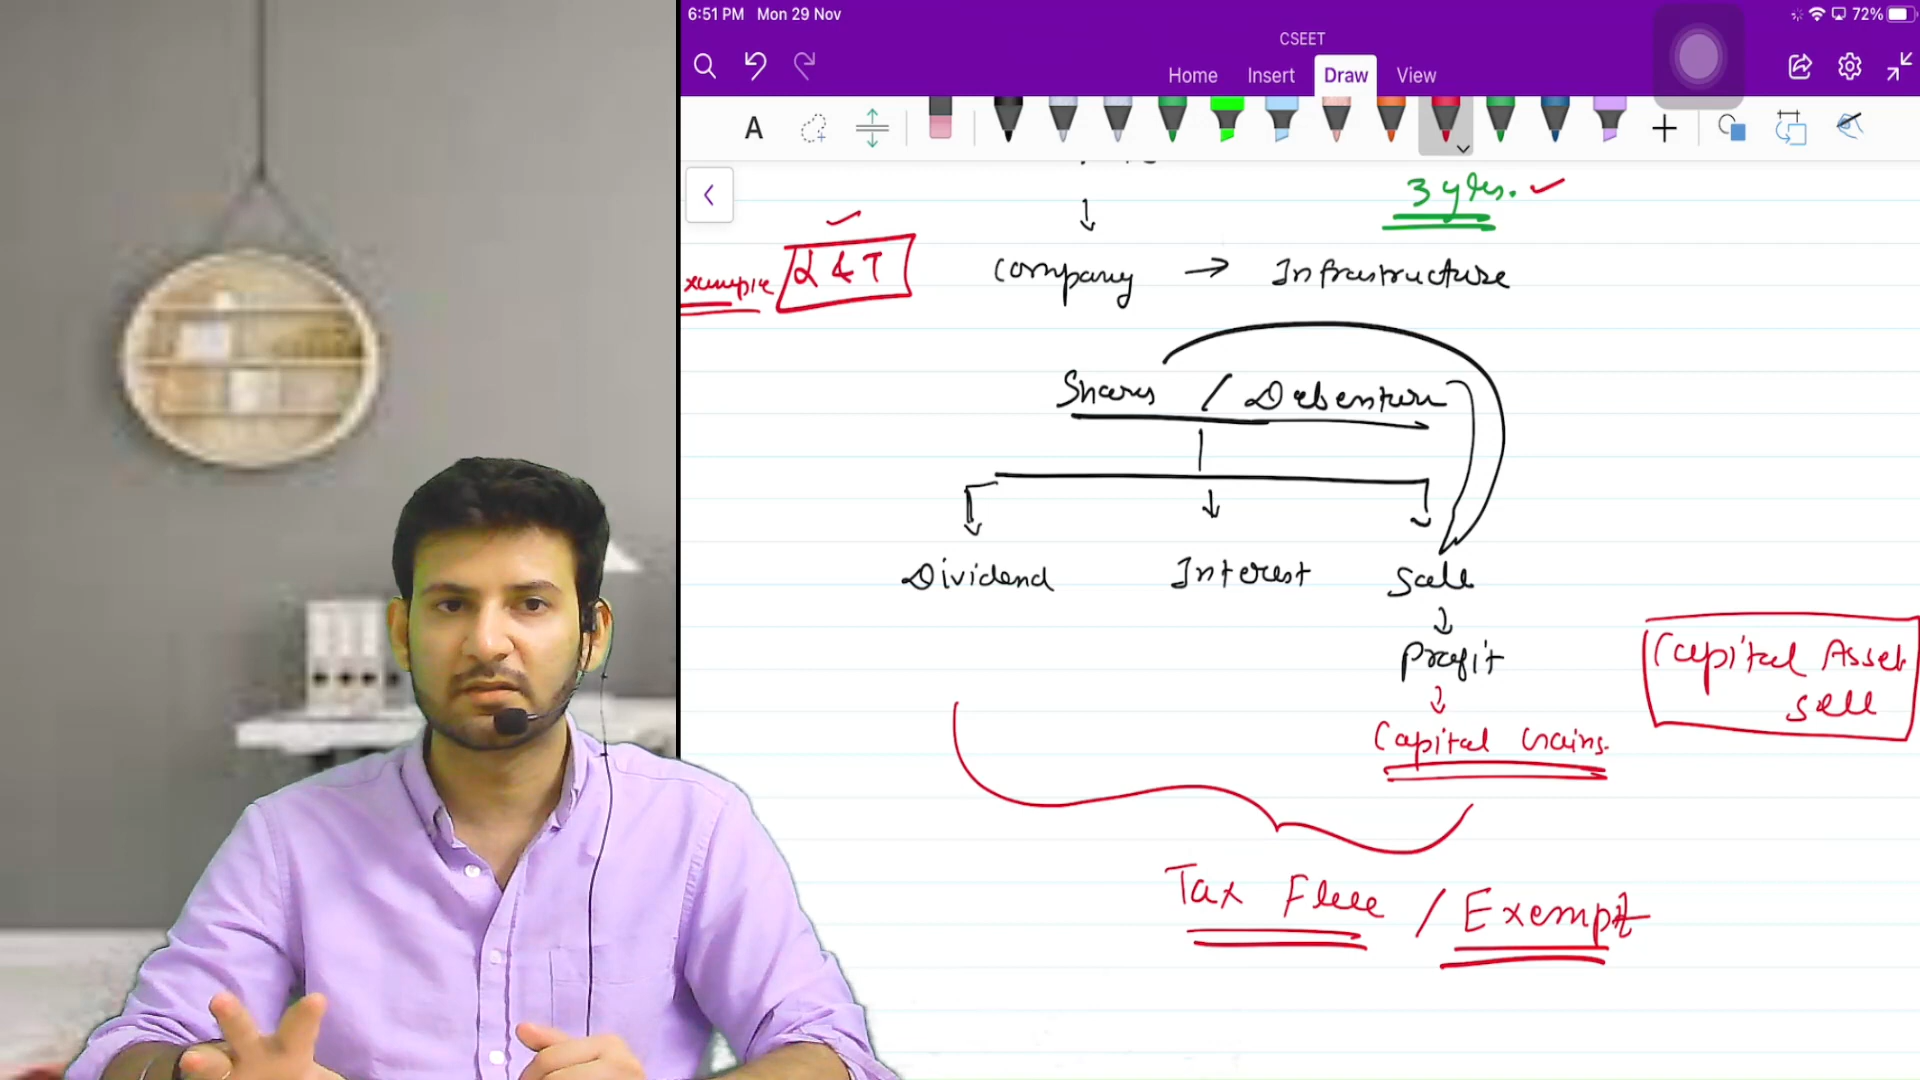 6:51 PM Mon 29 Nov
72%
CSEET
Home Insert Draw View
A
3 yrs.
xample L & T
Company → Infrastructure
Shares / Debenture
Dividend Interest Sale
Profit
Capital Asset
sell
Capital Gains.
Tax Free / Exempt